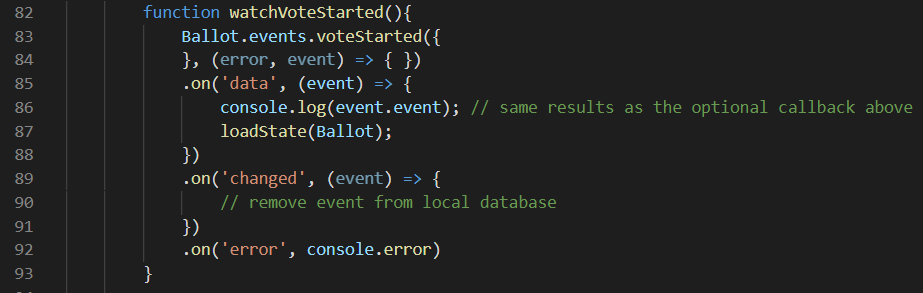 82 function watchVoteStarted(){
83 Ballot.events.voteStarted({
84 }, (error, event) => { })
85 .on('data', (event) => {
86 console.log(event.event); // same results as the optional callback above
87 loadState(Ballot);
88 })
89 .on('changed', (event) => {
90 // remove event from local database
91 })
92 .on('error', console.error)
93 }